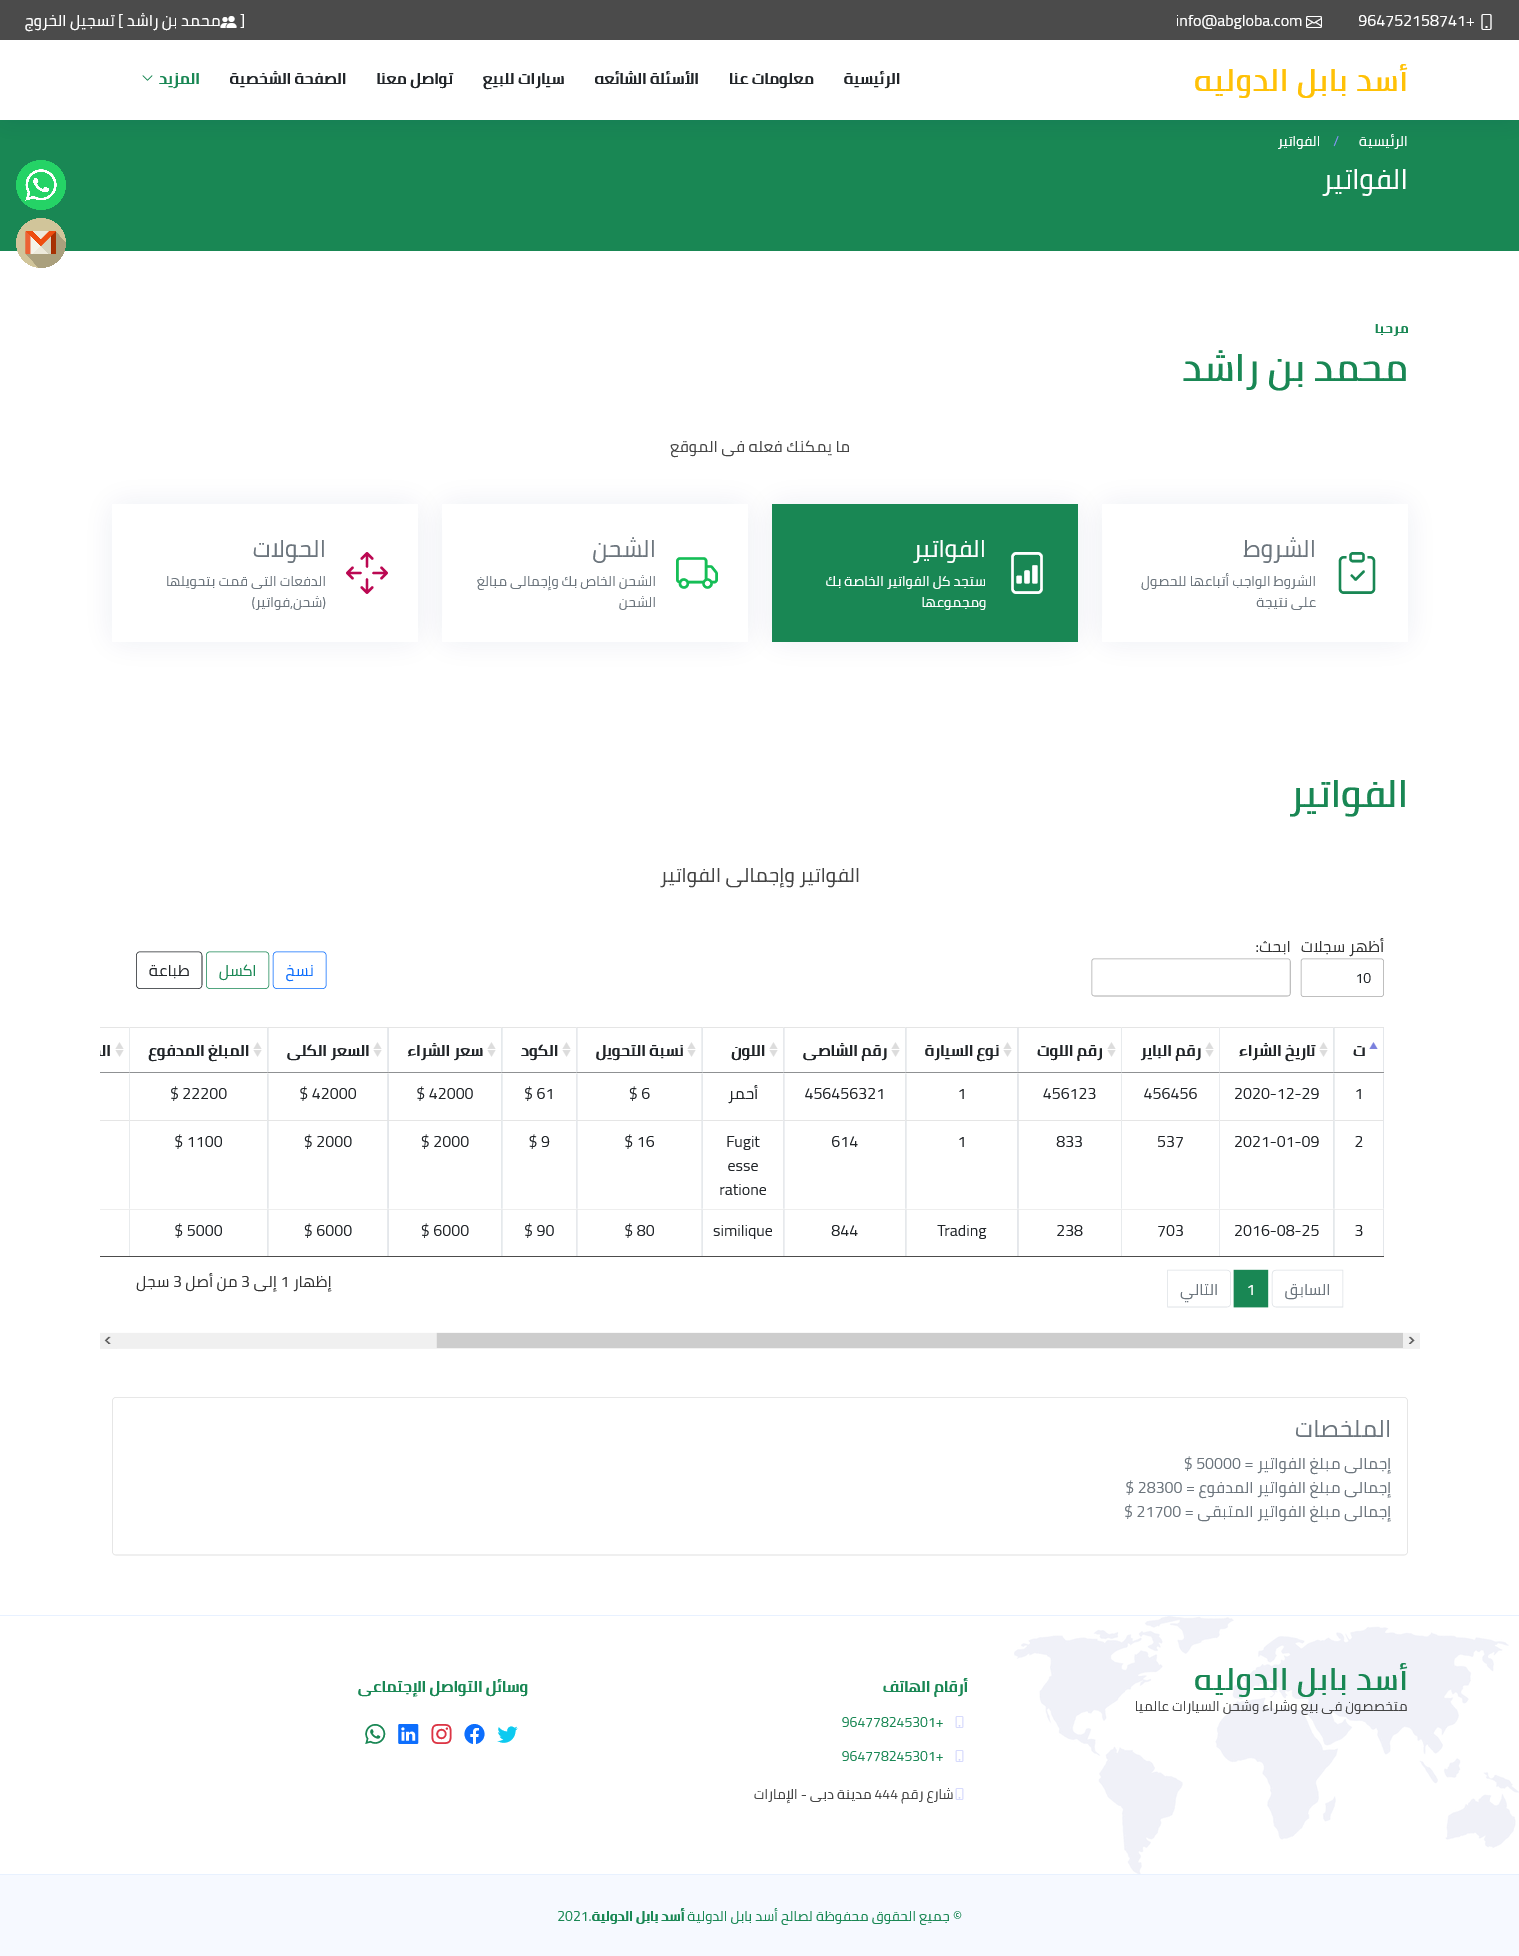 +964752158741 info@abgloba.com [ محمد بن راشد ] تسجيل الخروج
أسد بابل الدوليه
الرئيسية معلومات عنا الأسئلة الشائعه سيارات للبيع تواصل معنا الصفحة الشخصية المزيد
الرئيسية / الفواتير
الفواتير
مرحبا
محمد بن راشد
ما يمكنك فعله فى الموقع
الشروط
الشروط الواجب أتباعها للحصول
على نتيجة
الفواتير
ستجد كل الفواتير الخاصة بك
ومجموعها
الشحن
الشحن الخاص بك وإجمالى مبالغ
الشحن
الحولات
الدفعات التى قمت بتحويلها
(شحن,فواتير)
الفواتير
الفواتير وإجمالى الفواتير
أظهر سجلات ابحث:
10
نسخ اكسل طباعة
ت تاريخ الشراء رقم الباير رقم اللوت نوع السيارة رقم الشاصى اللون نسبة التحويل الكود سعر الشراء السعر الكلى المبلغ المدفوع
1 2020-12-29 456456 456123 1 456456321 أحمر 6 $ 61 $ 42000 $ 42000 $ 22200 $
2 2021-01-09 537 833 1 614 Fugit 16 $ 9 $ 2000 $ 2000 $ 1100 $
esse
ratione
3 2016-08-25 703 238 Trading 844 similique 80 $ 90 $ 6000 $ 6000 $ 5000 $
السابق 1 التالي
إظهار 1 إلى 3 من أصل 3 سجل
الملخصات
إجمالى مبلغ الفواتير = 50000 $
إجمالى مبلغ الفواتير المدفوع = 28300 $
إجمالى مبلغ الفواتير المتبقى = 21700 $
أسد بابل الدوليه
متخصصون فى بيع وشراء وشحن السيارات عالميا
أرقام الهاتف
+964778245301
+964778245301
شارع رقم 444 مدينة دبى - الإمارات
وسائل التواصل الإجتماعى
© جميع الحقوق محفوظة لصالح أسد بابل الدولية أسد بابل الدولية.2021